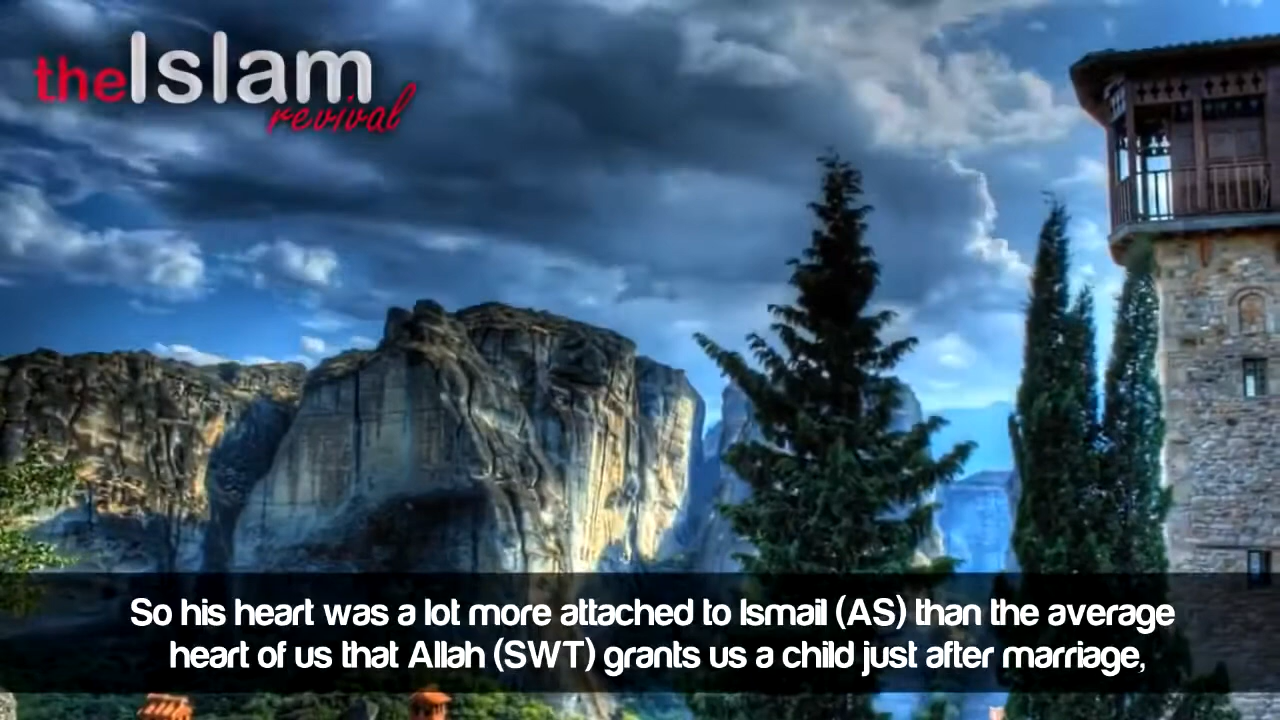 theIslam
revival
So his heart was a lot more attached to Ismail (AS) than the average
heart of us that Allah (SWT) grants us a child just after marriage,